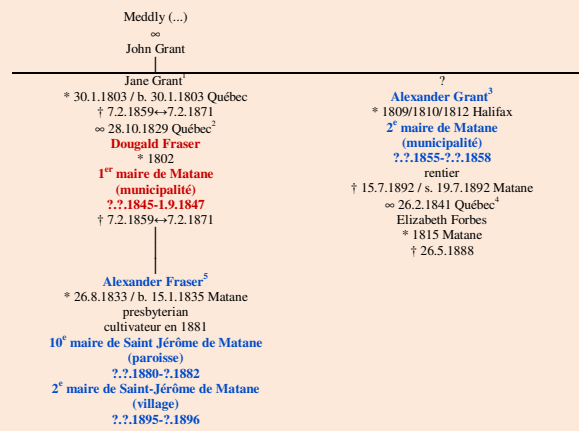 Meddly (...)
∞
John Grant
Jane Grant¹
* 30.1.1803 / b. 30.1.1803 Québec
† 7.2.1859↔7.2.1871
∞ 28.10.1829 Québec²
Dougald Fraser
* 1802
1er maire de Matane
(municipalité)
?.?.1845-1.9.1847
† 7.2.1859↔7.2.1871
?
Alexander Grant³
* 1809/1810/1812 Halifax
2e maire de Matane
(municipalité)
?.?.1855-?.?.1858
rentier
† 15.7.1892 / s. 19.7.1892 Matane
∞ 26.2.1841 Québec⁴
Elizabeth Forbes
* 1815 Matane
† 26.5.1888
Alexander Fraser⁵
* 26.8.1833 / b. 15.1.1835 Matane
presbyterian
cultivateur en 1881
10e maire de Saint Jérôme de Matane
(paroisse)
?.?.1880-?.1882
2e maire de Saint-Jérôme de Matane
(village)
?.?.1895-?.1896